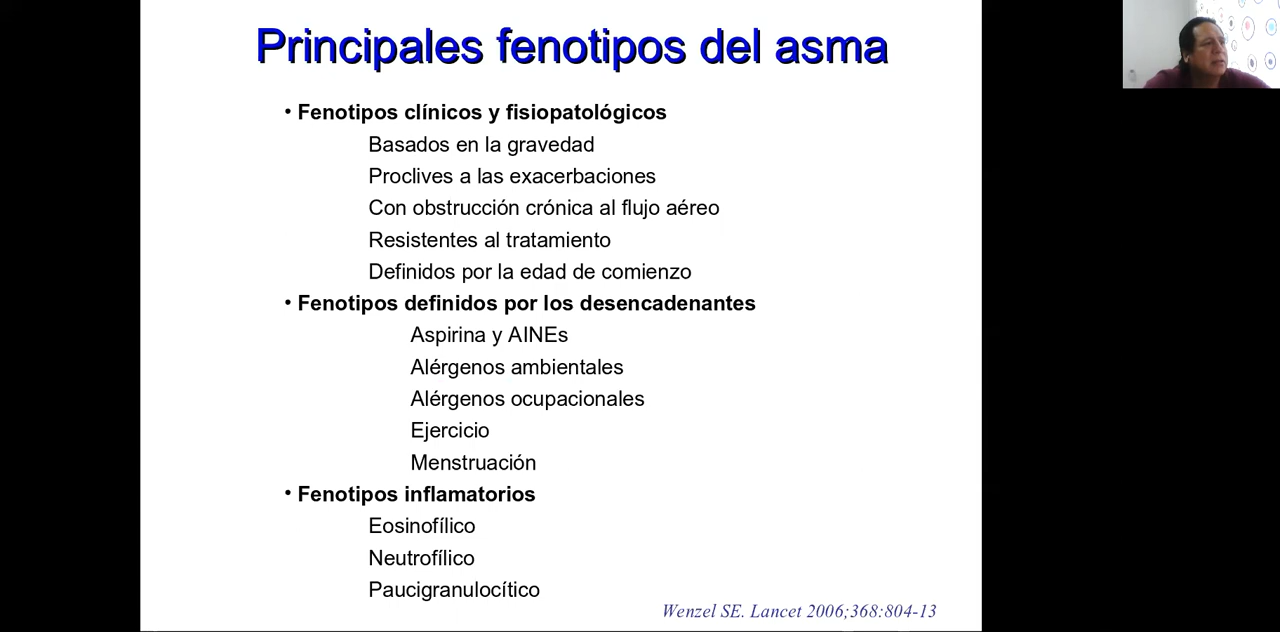 Principales fenotipos del asma
• Fenotipos clínicos y fisiopatológicos
Basados en la gravedad
Proclives a las exacerbaciones
Con obstrucción crónica al flujo aéreo
Resistentes al tratamiento
Definidos por la edad de comienzo
• Fenotipos definidos por los desencadenantes
Aspirina y AINEs
Alérgenos ambientales
Alérgenos ocupacionales
Ejercicio
Menstruación
• Fenotipos inflamatorios
Eosinofílico
Neutrofílico
Paucigranulocítico
Wenzel SE. Lancet 2006;368:804-13